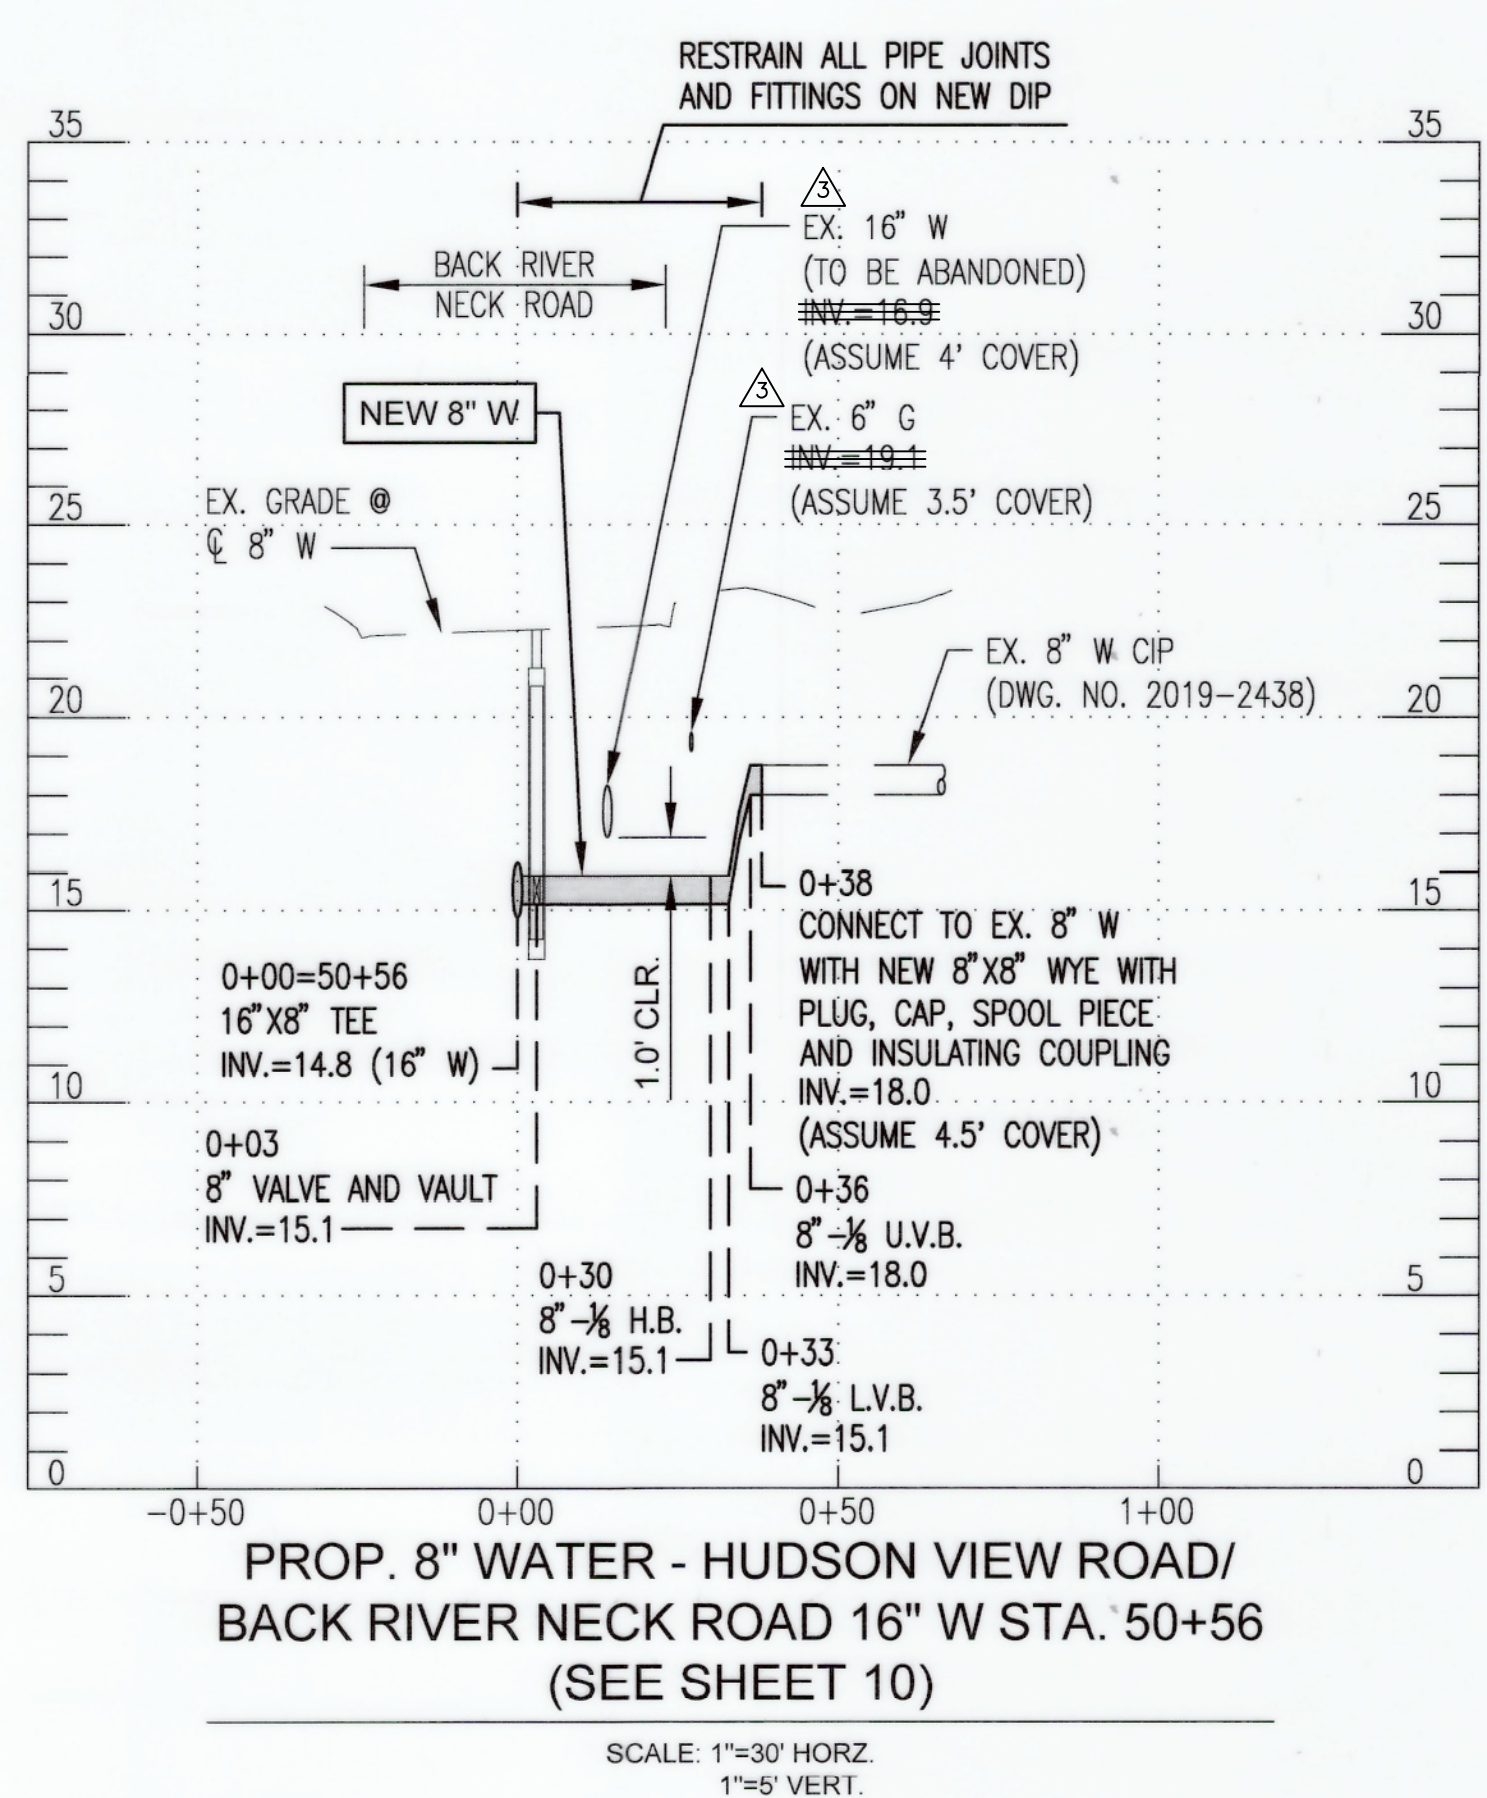 RESTRAIN ALL PIPE JOINTS
AND FITTINGS ON NEW DIP
35
35
3
EX. 16" W
(TO BE ABANDONED)
INV.=16.9
(ASSUME 4' COVER)
BACK RIVER
NECK ROAD
30
30
3
EX. 6" G
INV.=19.1
(ASSUME 3.5' COVER)
NEW 8" W
EX. GRADE @
℄ 8" W
25
25
EX. 8" W CIP
(DWG. NO. 2019-2438)
20
20
15
15
0+38
CONNECT TO EX. 8" W
WITH NEW 8"X8" WYE WITH
PLUG, CAP, SPOOL PIECE
AND INSULATING COUPLING
INV.=18.0
(ASSUME 4.5' COVER)
0+00=50+56
16"X8" TEE
INV.=14.8 (16" W)
1.0' CLR.
10
10
0+03
8" VALVE AND VAULT
INV.=15.1
0+36
8"-⅛ U.V.B.
INV.=18.0
0+30
8"-⅛ H.B.
INV.=15.1
5
5
0+33
8"-⅛ L.V.B.
INV.=15.1
0
0
-0+50
0+00
0+50
1+00
PROP. 8" WATER - HUDSON VIEW ROAD/
BACK RIVER NECK ROAD 16" W STA. 50+56
(SEE SHEET 10)
SCALE: 1"=30' HORZ.
1"=5' VERT.